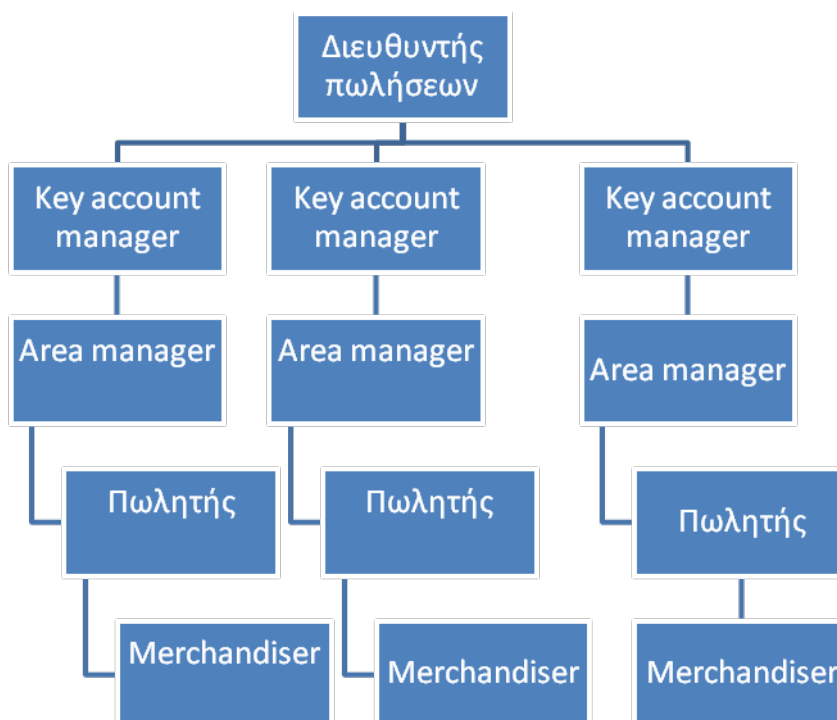 Διευθυντής
πωλήσεων
Key account
manager
Key account
manager
Key account
manager
Area manager
Area manager
Area manager
Πωλητής
Πωλητής
Πωλητής
Merchandiser
Merchandiser
Merchandiser